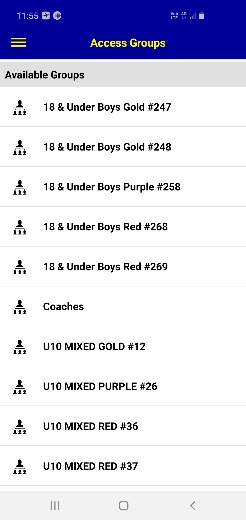 11:55
Access Groups
Available Groups
18 & Under Boys Gold #247
18 & Under Boys Gold #248
18 & Under Boys Purple #258
18 & Under Boys Red #268
18 & Under Boys Red #269
Coaches
U10 MIXED GOLD #12
U10 MIXED PURPLE #26
U10 MIXED RED #36
U10 MIXED RED #37